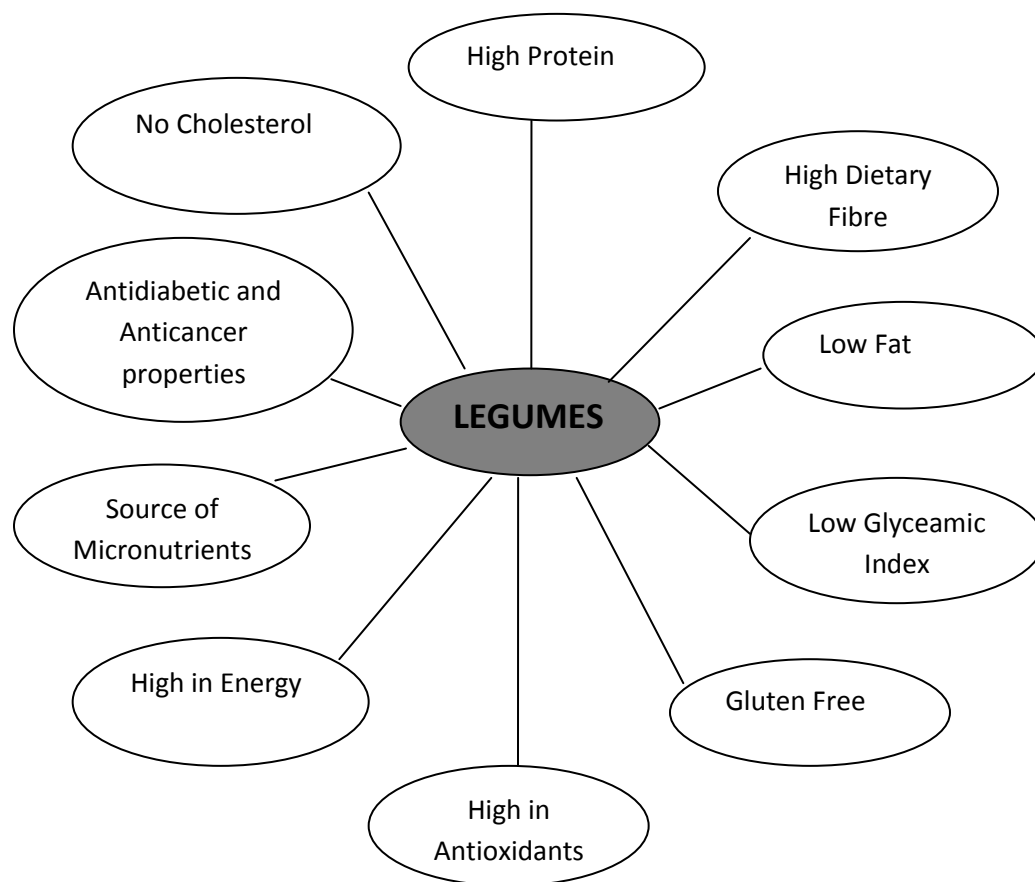 High Protein
No Cholesterol
High Dietary
Fibre
Antidiabetic and
Anticancer
properties
Low Fat
LEGUMES
Source of
Micronutrients
Low Glyceamic
Index
High in Energy
Gluten Free
High in
Antioxidants